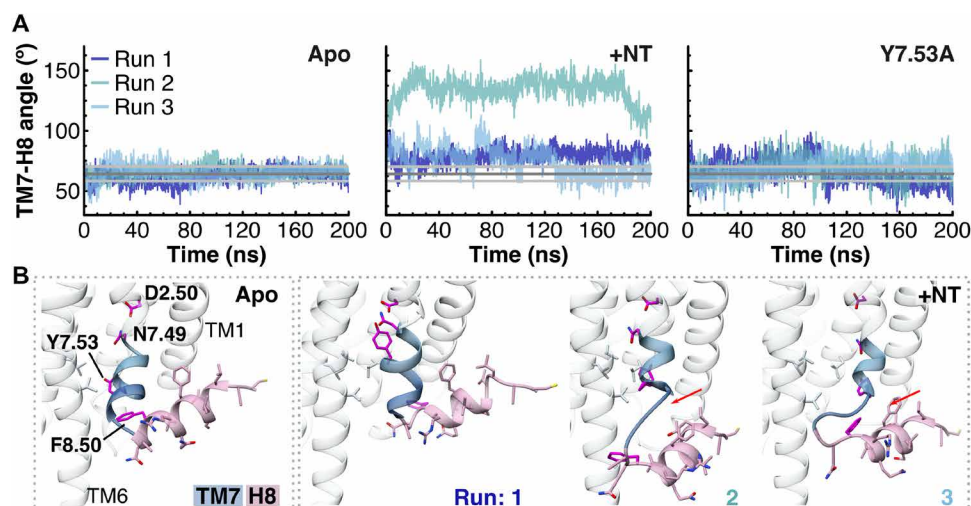 A
TM7-H8 angle (°)
150
100
50
Run 1
Run 2
Run 3
Apo
0 40 80 120 160 200
Time (ns)
+NT
0 40 80 120 160 200
Time (ns)
Y7.53A
0 40 80 120 160 200
Time (ns)
B
D2.50
Apo
N7.49
TM1
Y7.53
F8.50
TM6
TM7 H8
+NT
Run: 1
2
3